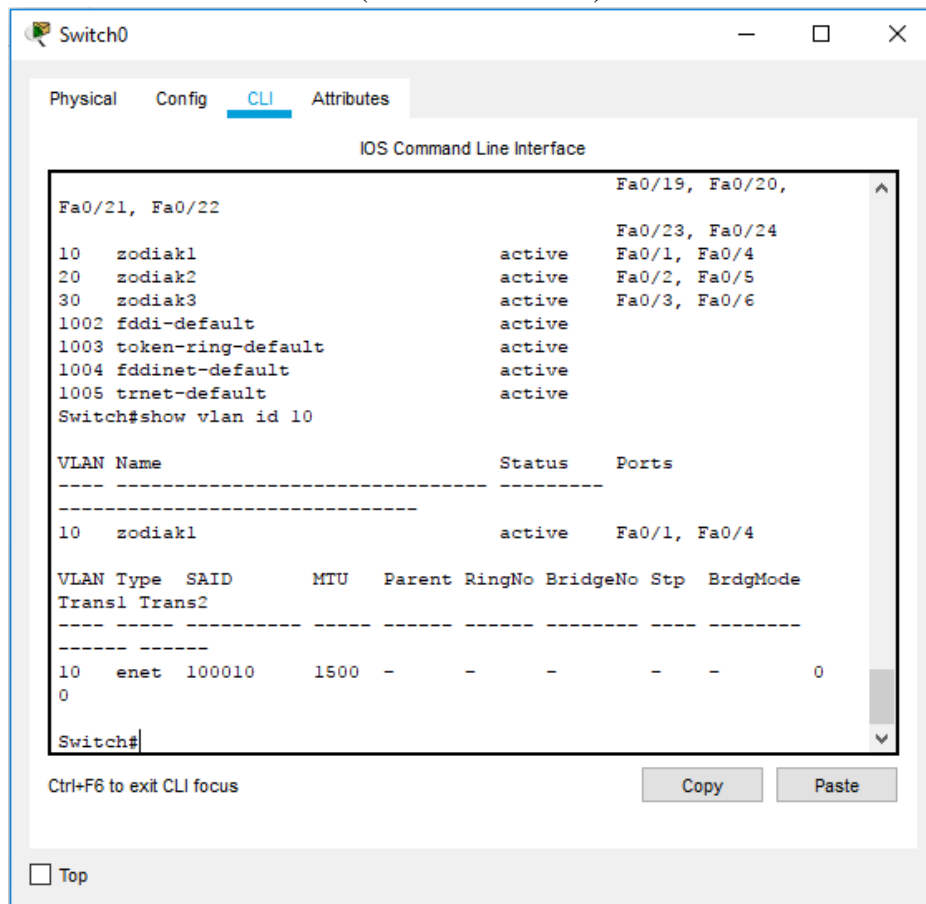 Switch0
Physical Config CLI Attributes
IOS Command Line Interface
Fa0/19, Fa0/20,
Fa0/21, Fa0/22
Fa0/23, Fa0/24
10 zodiak1 active Fa0/1, Fa0/4
20 zodiak2 active Fa0/2, Fa0/5
30 zodiak3 active Fa0/3, Fa0/6
1002 fddi-default active
1003 token-ring-default active
1004 fddinet-default active
1005 trnet-default active
Switch#show vlan id 10
VLAN Name Status Ports
---- -------------------------------- ---------
-------------------------------
10 zodiak1 active Fa0/1, Fa0/4
VLAN Type SAID MTU Parent RingNo BridgeNo Stp BrdgMode
Trans1 Trans2
---- ----- ---------- ----- ------ ------ -------- ---- --------
------ ------
10 enet 100010 1500 - - - - - 0
0
Switch#
Ctrl+F6 to exit CLI focus Copy Paste
Top